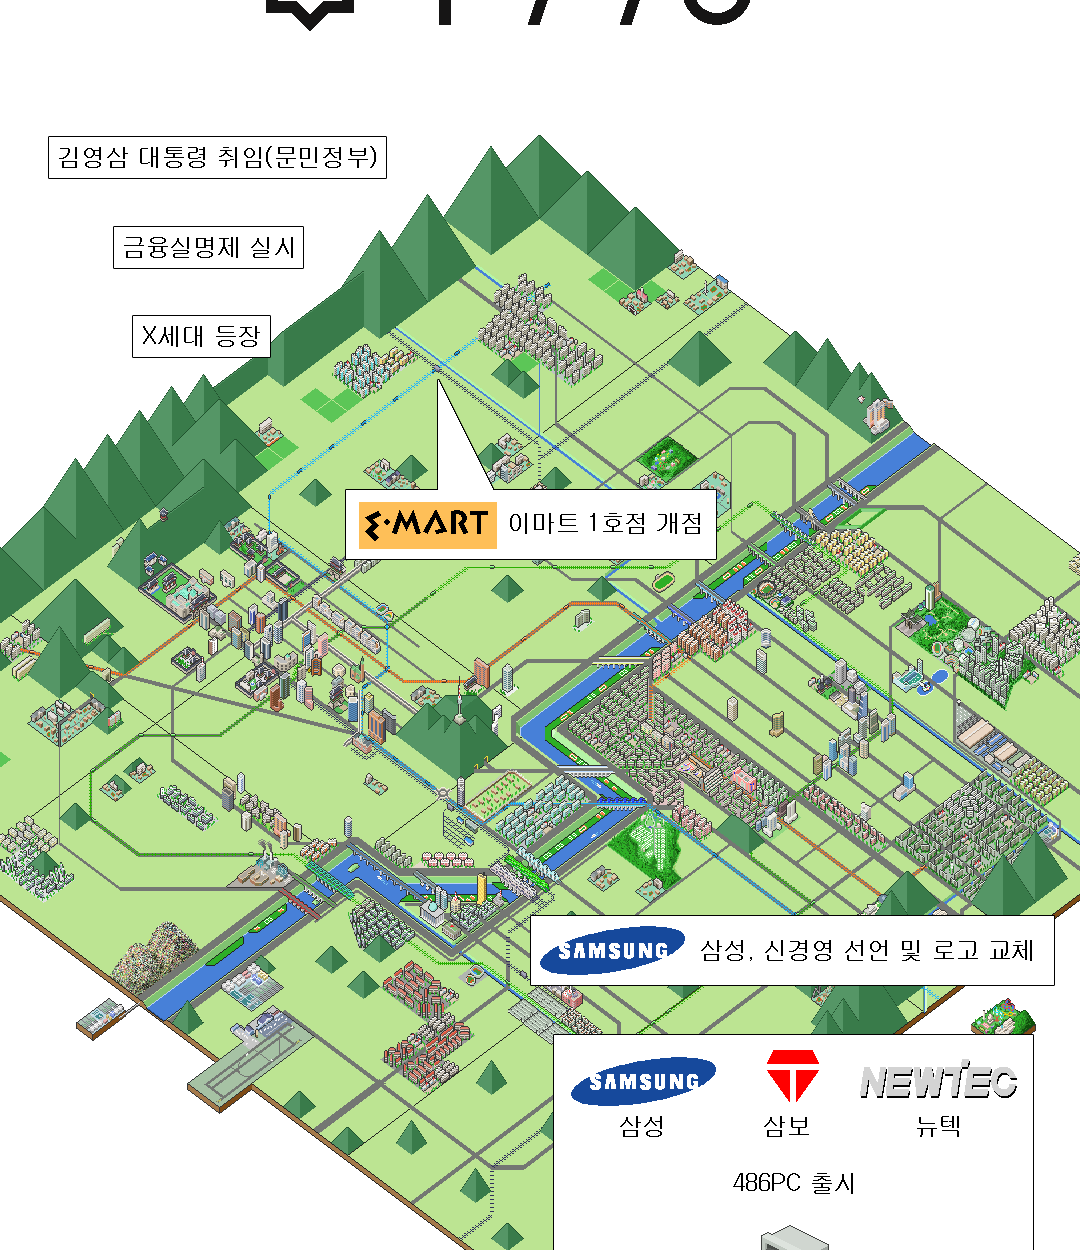 김영삼 대통령 취임(문민정부)
금융실명제 실시
X세대 등장
E·MART 이마트 1호점 개점
SAMSUNG 삼성, 신경영 선언 및 로고 교체
SAMSUNG NEWTEC
삼성 삼보 뉴텍
486PC 출시